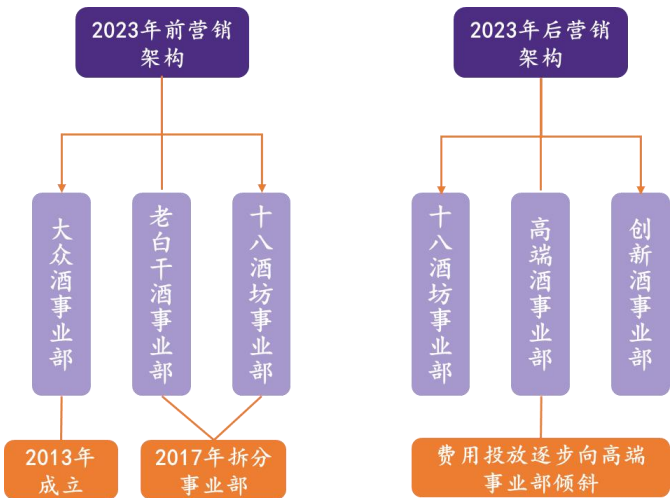 2023年前营销
架构
2023年后营销
架构
大众酒事业部
老白干酒事业部
十八酒坊事业部
十八酒坊事业部
高端酒事业部
创新酒事业部
2013年
成立
2017年拆分
事业部
费用投放逐步向高端
事业部倾斜